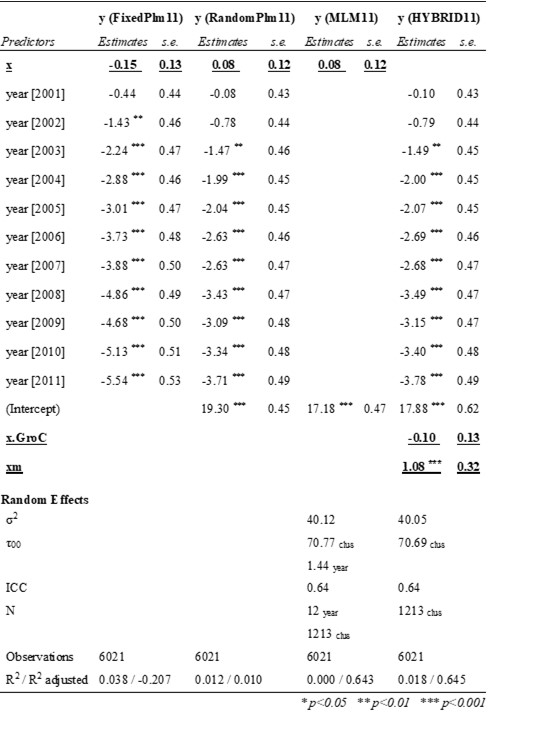 y (FixedPlm11) y (RandomPlm11) y (MLM11) y (HYBRID11)
Predictors Estimates s.e. Estimates s.e. Estimates s.e. Estimates s.e.
x -0.15 0.13 0.08 0.12 0.08 0.12
year [2001] -0.44 0.44 -0.08 0.43 -0.10 0.43
year [2002] -1.43 ** 0.46 -0.78 0.44 -0.79 0.44
year [2003] -2.24 *** 0.47 -1.47 ** 0.46 -1.49 ** 0.45
year [2004] -2.88 *** 0.46 -1.99 *** 0.45 -2.00 *** 0.45
year [2005] -3.01 *** 0.47 -2.04 *** 0.45 -2.07 *** 0.45
year [2006] -3.73 *** 0.48 -2.63 *** 0.46 -2.69 *** 0.46
year [2007] -3.88 *** 0.50 -2.63 *** 0.47 -2.68 *** 0.47
year [2008] -4.86 *** 0.49 -3.43 *** 0.47 -3.49 *** 0.47
year [2009] -4.68 *** 0.50 -3.09 *** 0.48 -3.15 *** 0.47
year [2010] -5.13 *** 0.51 -3.34 *** 0.48 -3.40 *** 0.48
year [2011] -5.54 *** 0.53 -3.71 *** 0.49 -3.78 *** 0.49
(Intercept) 19.30 *** 0.45 17.18 *** 0.47 17.88 *** 0.62
x.GroC -0.10 0.13
xm 1.08 *** 0.32
Random Effects
σ² 40.12 40.05
τ00 70.77 clus 70.69 clus
1.44 year
ICC 0.64 0.64
N 12 year 1213 clus
1213 clus
Observations 6021 6021 6021 6021
R² / R² adjusted 0.038 / -0.207 0.012 / 0.010 0.000 / 0.643 0.018 / 0.645
* p<0.05 ** p<0.01 *** p<0.001